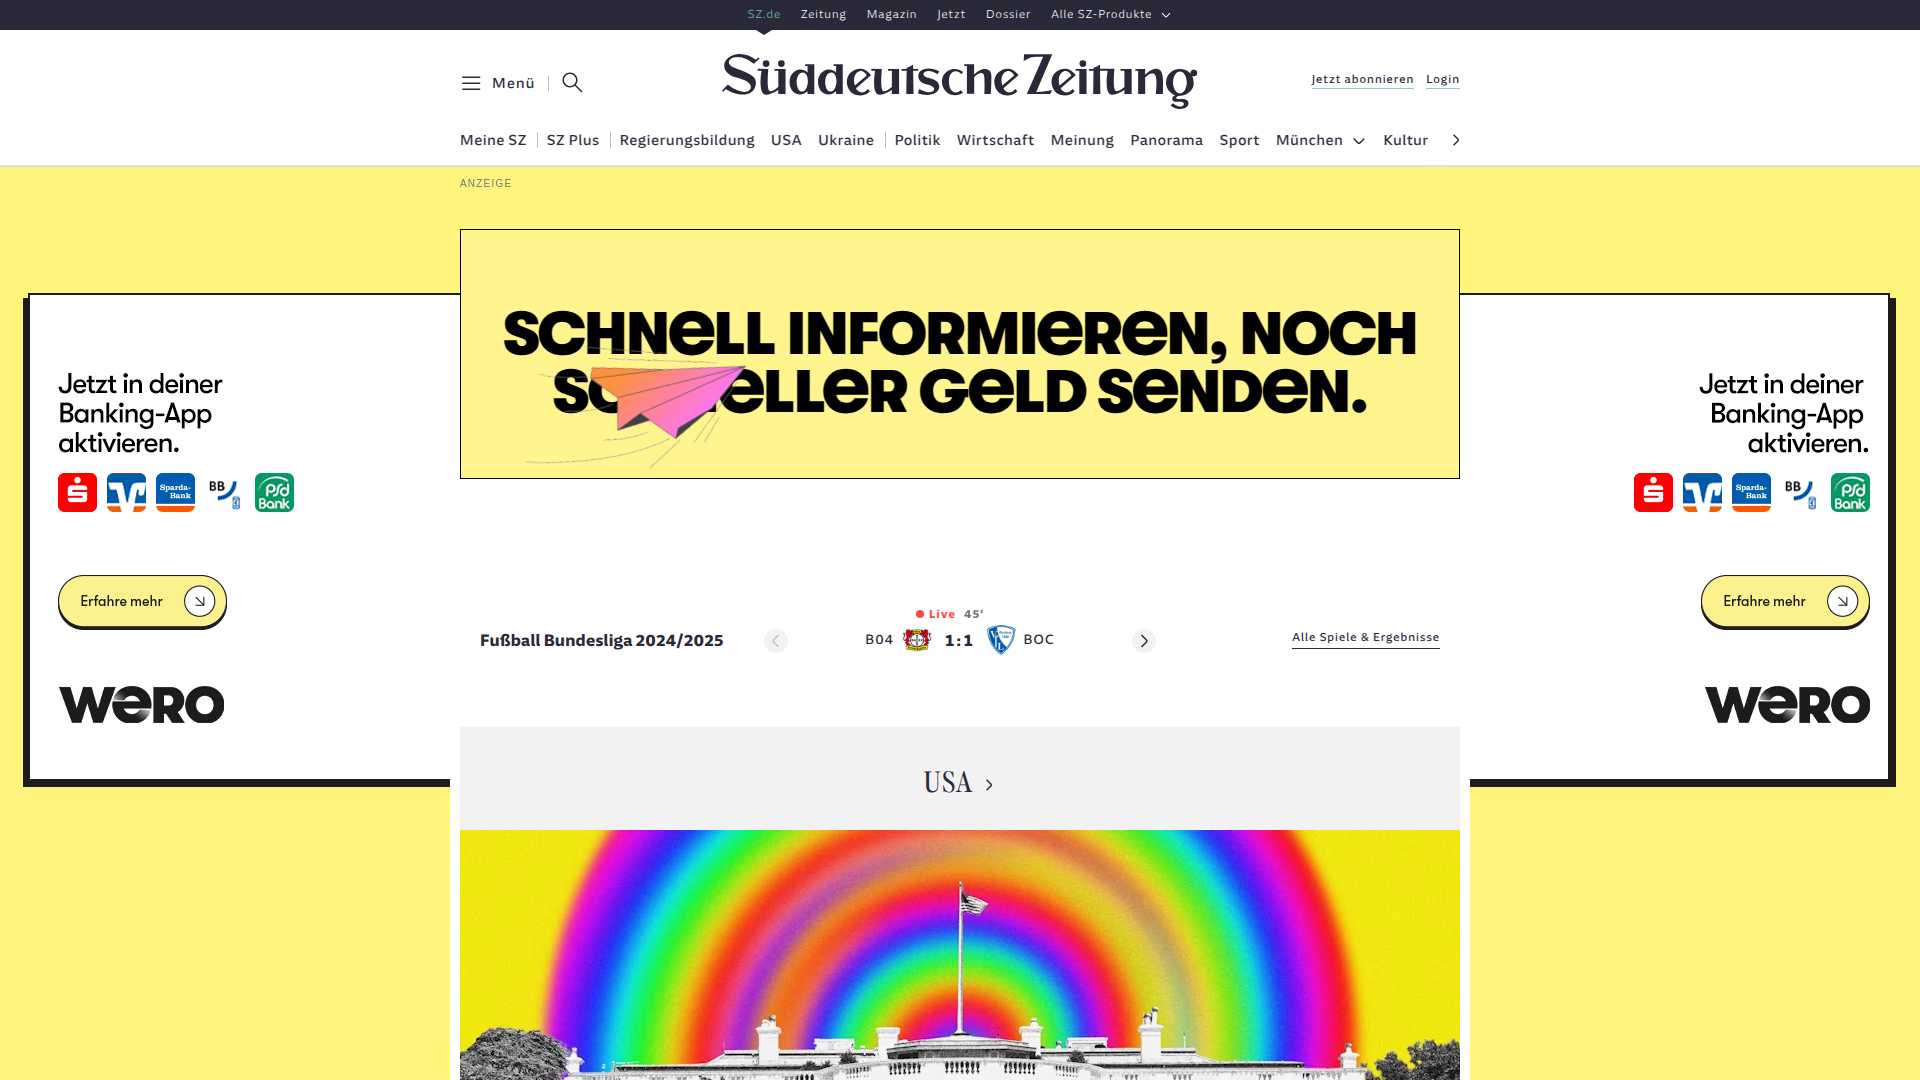 SZ.de Zeitung Magazin Jetzt Dossier Alle SZ-Produkte
Menü
Süddeutsche Zeitung
Jetzt abonnieren Login
Meine SZ SZ Plus Regierungsbildung USA Ukraine Politik Wirtschaft Meinung Panorama Sport München Kultur
ANZEIGE
SCHNELL INFORMIEREN, NOCH
ELLER GELD SENDEN.
Jetzt in deiner
Banking-App
aktivieren.
Sparda-
Bank
BB
psd
Bank
Erfahre mehr
wero
Jetzt in deiner
Banking-App
aktivieren.
Sparda-
Bank
BB
psd
Bank
Erfahre mehr
wero
Live 45'
Fußball Bundesliga 2024/2025
B04 1:1 BOC
Alle Spiele & Ergebnisse
USA